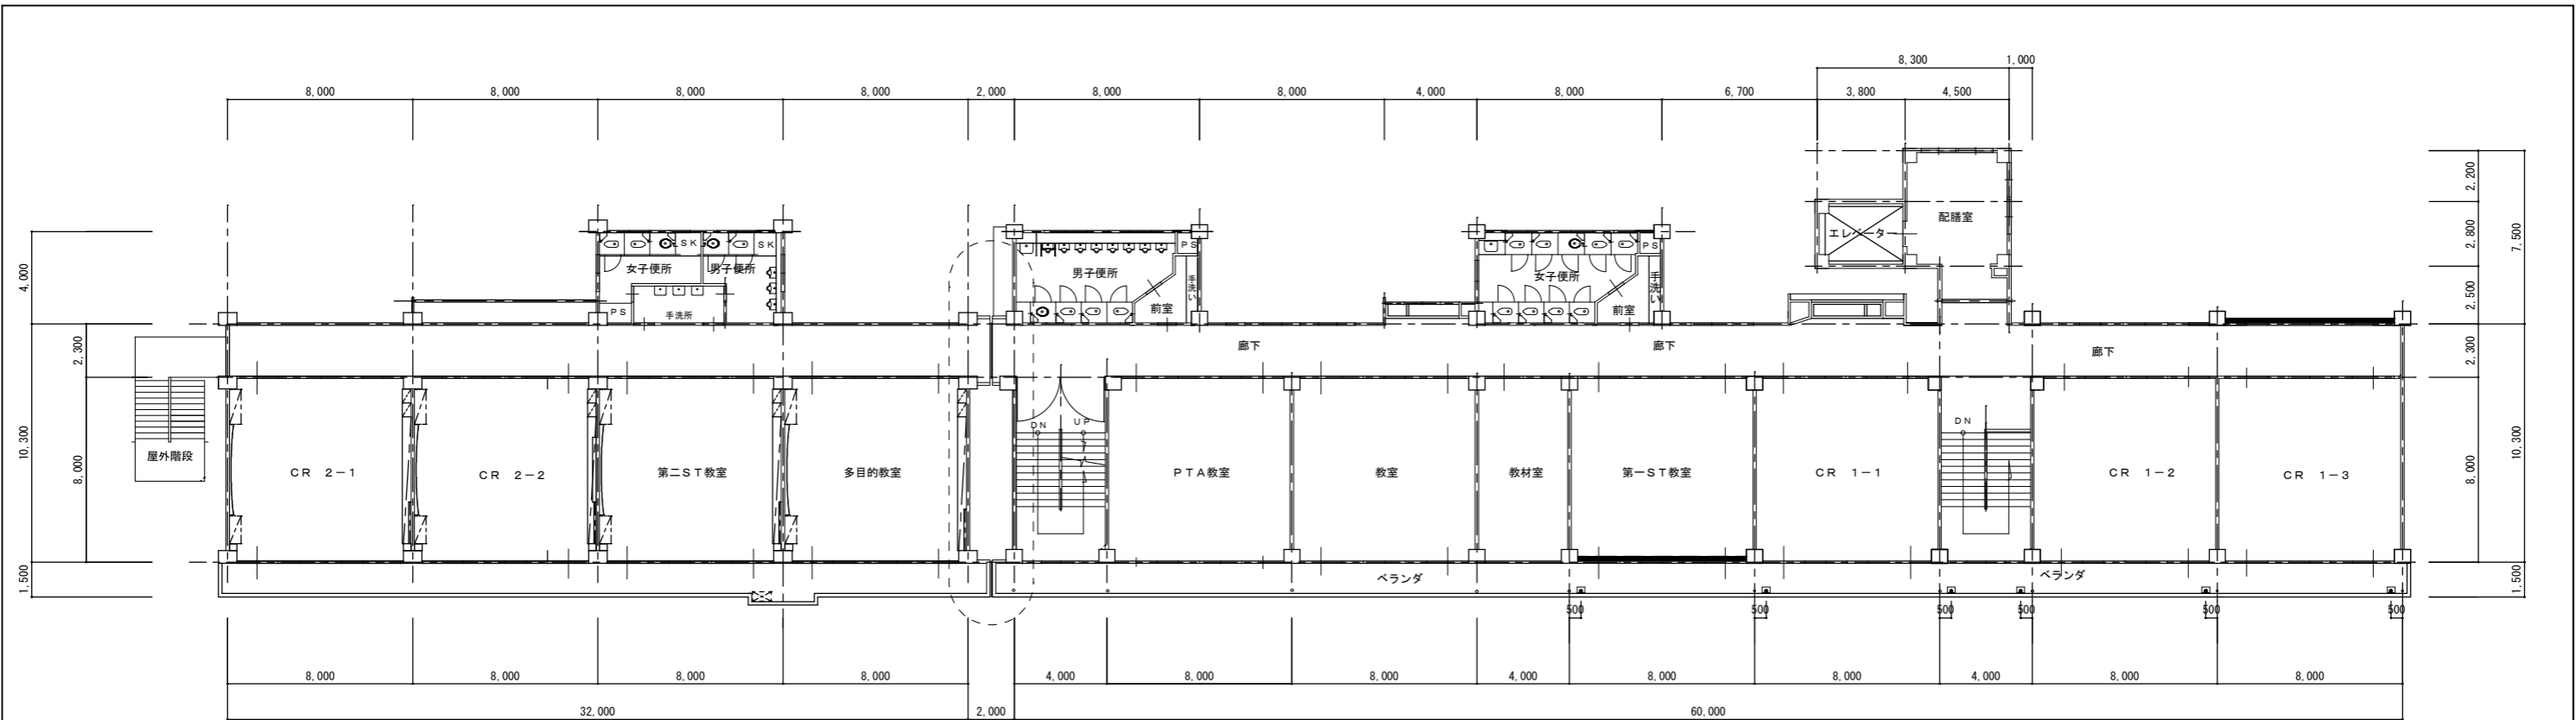 8,300
1,000
8,000
8,000
8,000
8,000
2,000
8,000
8,000
4,000
8,000
6,700
3,800
4,500
2,200
2,800
2,500
7,500
配膳室
エレベーター
4,000
SK
SK
女子便所
男子便所
PS
手洗所
男子便所
前室
手洗い
PS
女子便所
前室
手洗い
PS
2,300
廊下
廊下
廊下
2,300
10,300
8,000
屋外階段
CR 2-1
CR 2-2
第二ST教室
多目的教室
DN
UP
PTA教室
教室
教材室
第一ST教室
CR 1-1
DN
CR 1-2
CR 1-3
8,000
10,300
1,500
ベランダ
ベランダ
1,500
500
500
500
500
500
500
8,000
8,000
8,000
8,000
4,000
8,000
8,000
4,000
8,000
8,000
4,000
8,000
8,000
32,000
2,000
60,000